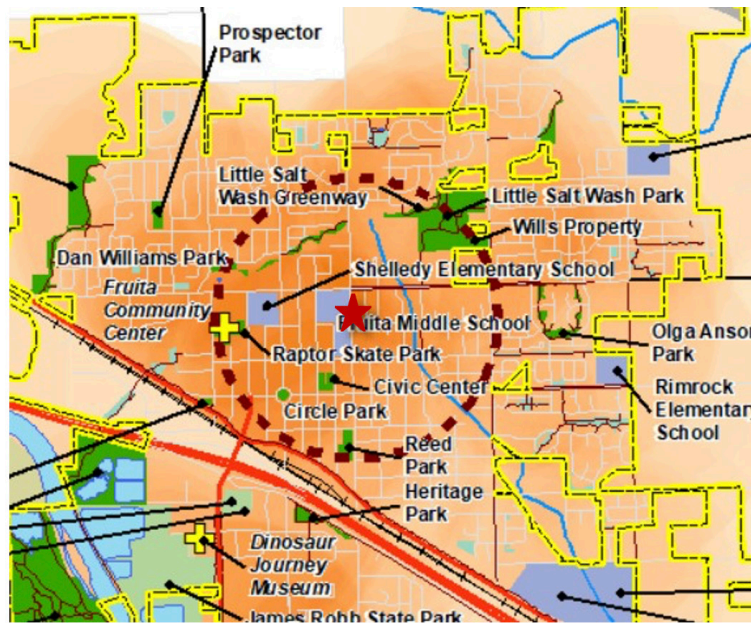 Prospector
Park
Little Salt
Wash Greenway
Little Salt Wash Park
Wills Property
Dan Williams Park
Shelledy Elementary School
Fruita
Community
Center
Fruita Middle School
Raptor Skate Park
Olga Anson
Park
Civic Center
Rimrock
Elementary
School
Circle Park
Reed
Park
Heritage
Park
Dinosaur
Journey
Museum
James Robb State Park